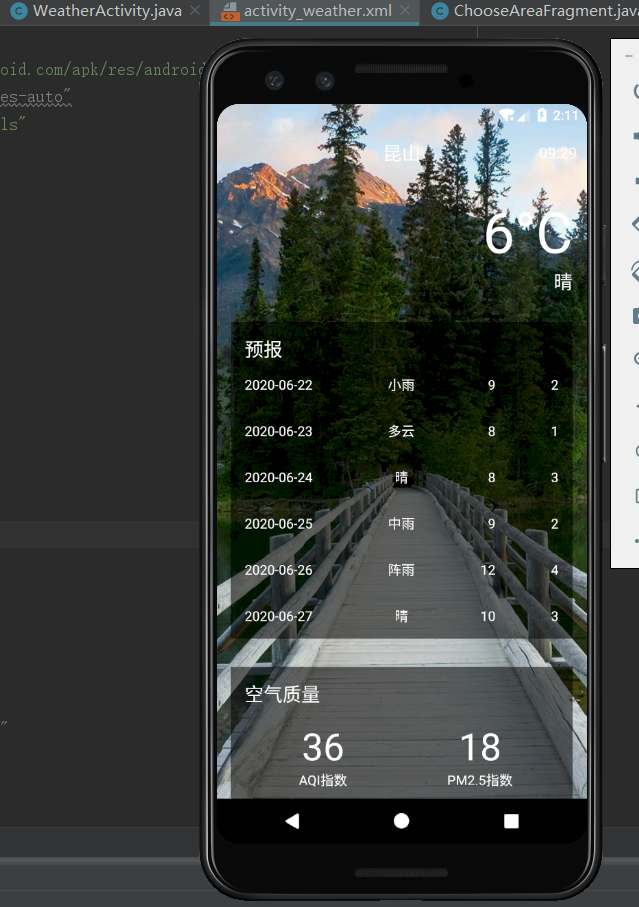 WeatherActivity.java
activity_weather.xml
ChooseAreaFragment.java
oid.com/apk/res/android
es-auto"
ls"
"
2:11
昆山
09:29
6°C
晴
预报
2020-06-22 小雨 9 2
2020-06-23 多云 8 1
2020-06-24 晴 8 3
2020-06-25 中雨 9 2
2020-06-26 阵雨 12 4
2020-06-27 晴 10 3
空气质量
36 18
AQI指数 PM2.5指数